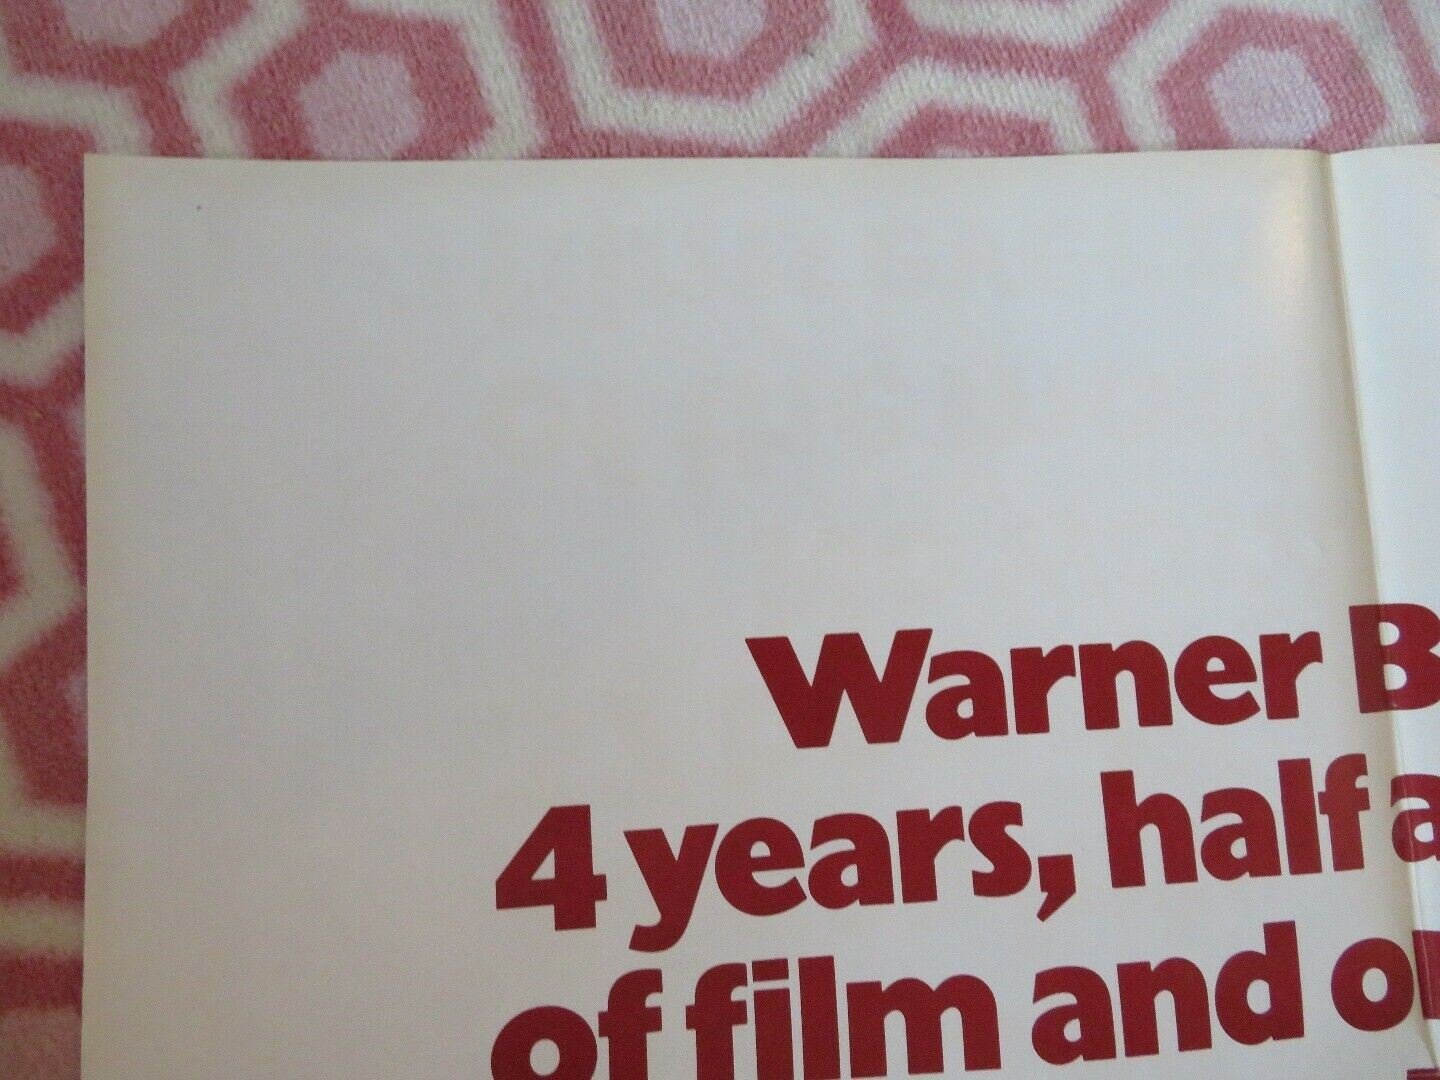 Warner B
4 years, half a
of film and o